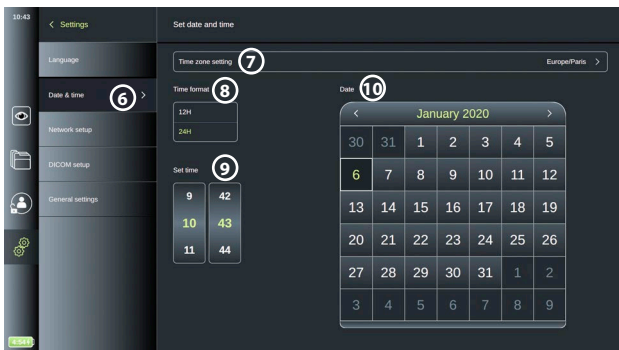 10:43
Settings
Set date and time
Language
Time zone setting
7
Europe/Paris
Date & time
6
Time format
8
Date
10
12H
24H
January 2020
Network setup
30 31 1 2 3 4 5
DICOM setup
Set time
9
6 7 8 9 10 11 12
General settings
9 42
10 43
11 44
13 14 15 16 17 18 19
20 21 22 23 24 25 26
27 28 29 30 31 1 2
3 4 5 6 7 8 9
4:54+